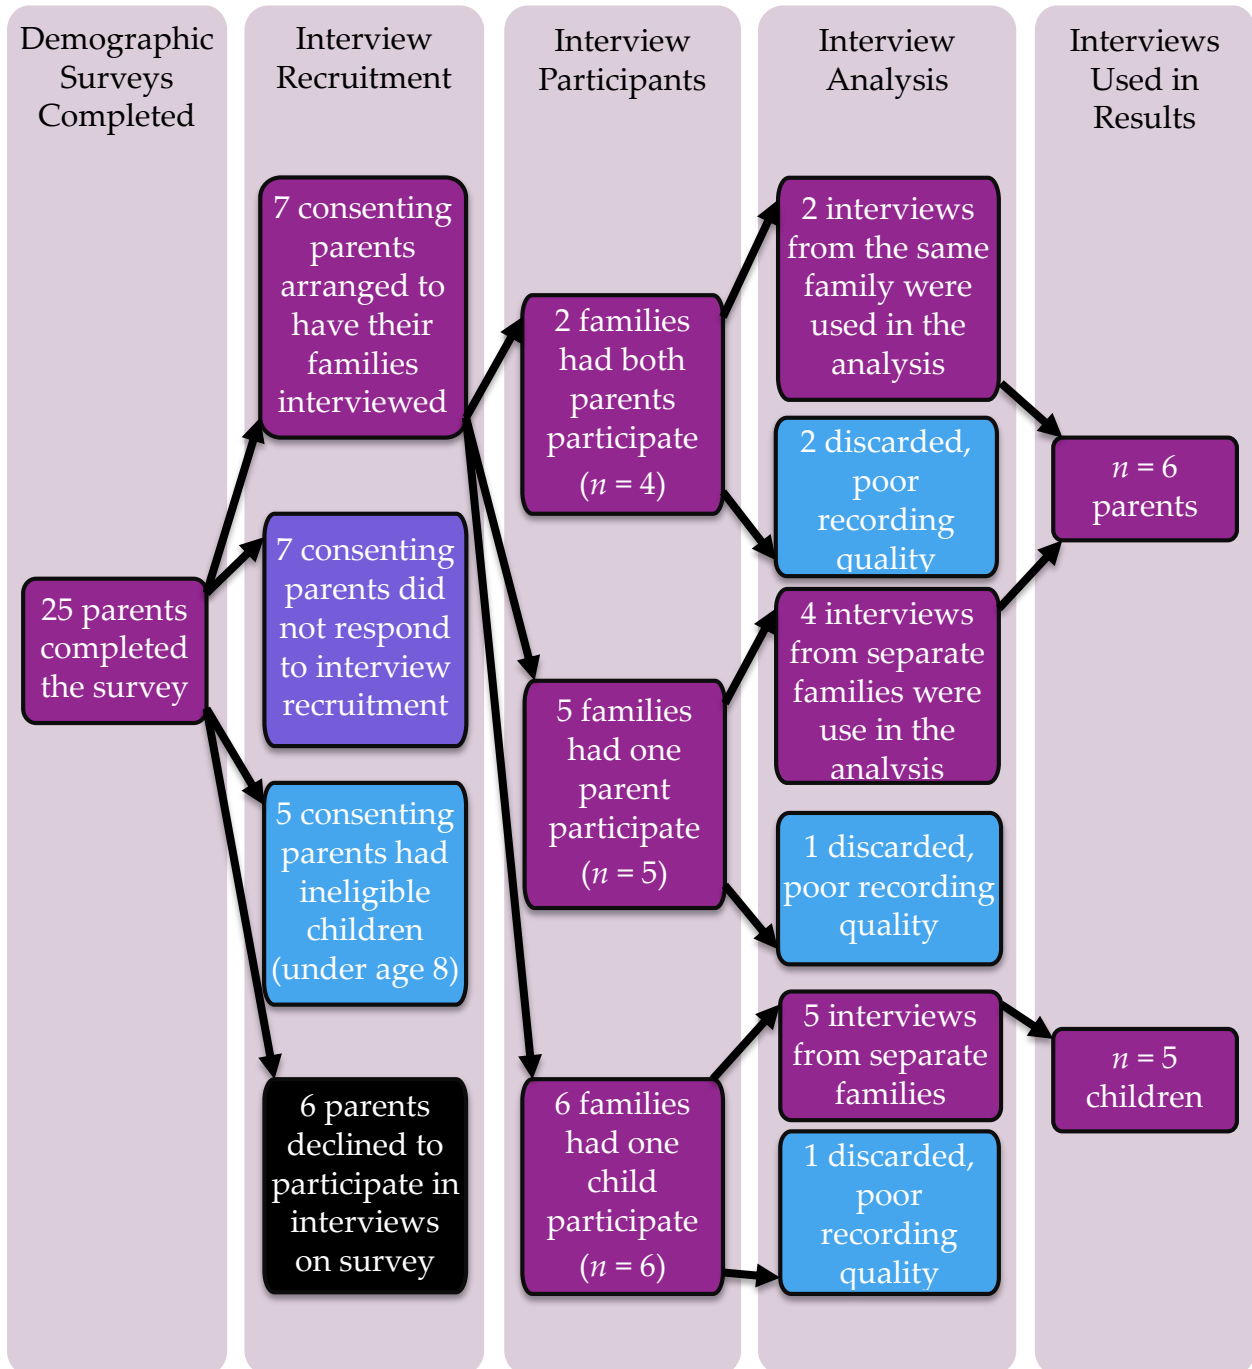 Demographic
Surveys
Completed
Interview
Recruitment
Interview
Participants
Interview
Analysis
Interviews
Used in
Results
25 parents
completed
the survey
7 consenting
parents
arranged to
have their
families
interviewed
7 consenting
parents did
not respond
to interview
recruitment
5 consenting
parents had
ineligible
children
(under age 8)
6 parents
declined to
participate in
interviews
on survey
2 families
had both
parents
participate
(n = 4)
5 families
had one
parent
participate
(n = 5)
6 families
had one
child
participate
(n = 6)
2 interviews
from the same
family were
used in the
analysis
2 discarded,
poor
recording
quality
4 interviews
from separate
families were
use in the
analysis
1 discarded,
poor recording
quality
5 interviews
from separate
families
1 discarded,
poor
recording
quality
n = 6
parents
n = 5
children